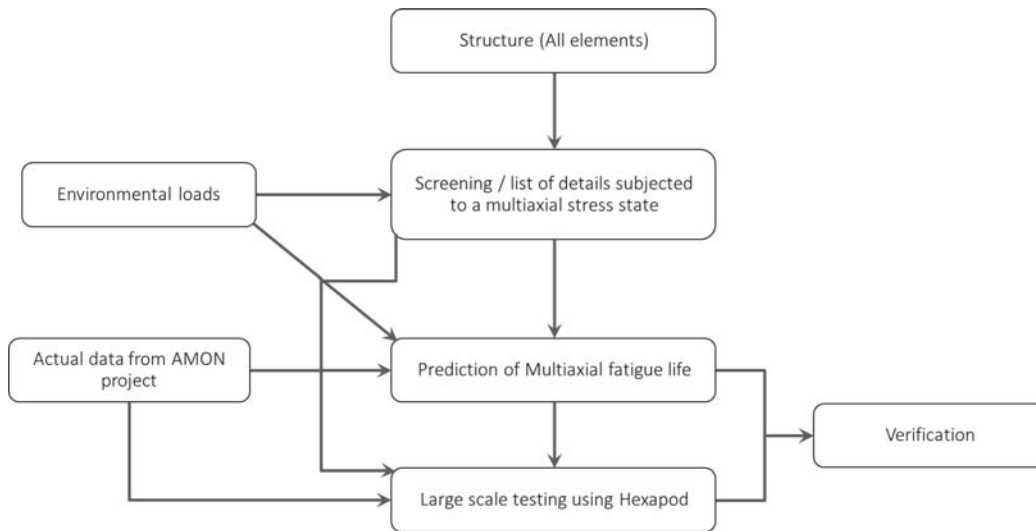 Structure (All elements)
Environmental loads
Screening / list of details subjected
to a multiaxial stress state
Actual data from AMON
project
Prediction of Multiaxial fatigue life
Verification
Large scale testing using Hexapod